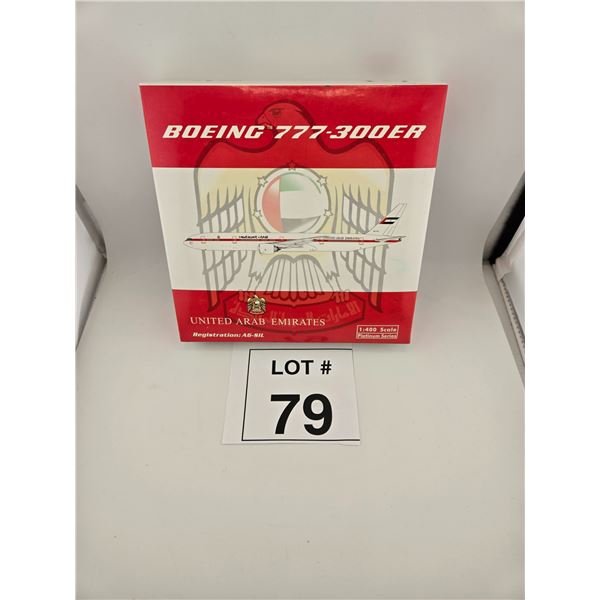 BOEING 777-300ER
UNITED ARAB EMIRATES
Registration: A6-SIL
1:400 Scale
Platinum Series
LOT #
79